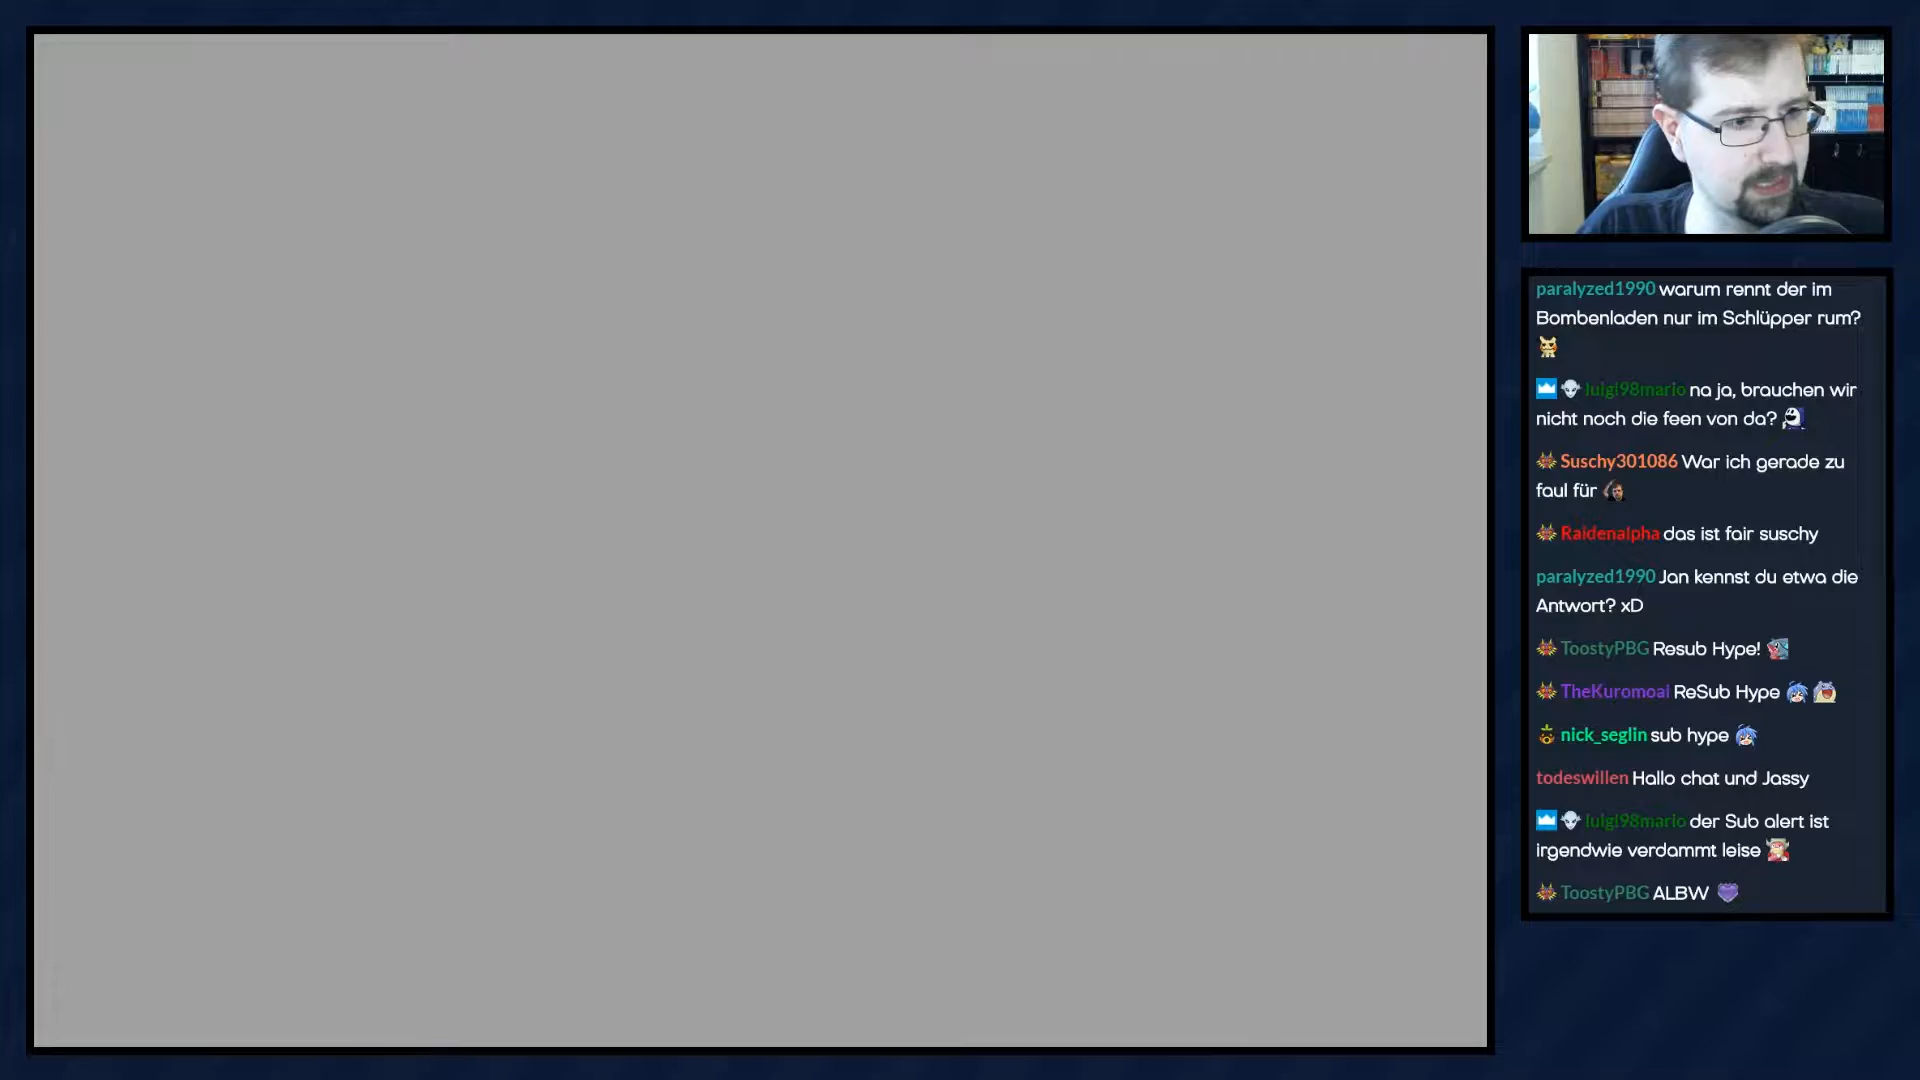 paralyzed1990 warum rennt der im
Bombenladen nur im Schlüpper rum?
luigi98mario na ja, brauchen wir
nicht noch die feen von da?
Suschy301086 War ich gerade zu
faul für
Raidenalpha das ist fair suschy
paralyzed1990 Jan kennst du etwa die
Antwort? xD
ToostyPBG Resub Hype!
TheKuromoai ReSub Hype
nick_seglin sub hype
todeswillen Hallo chat und Jassy
luigi98mario der Sub alert ist
irgendwie verdammt leise
ToostyPBG ALBW